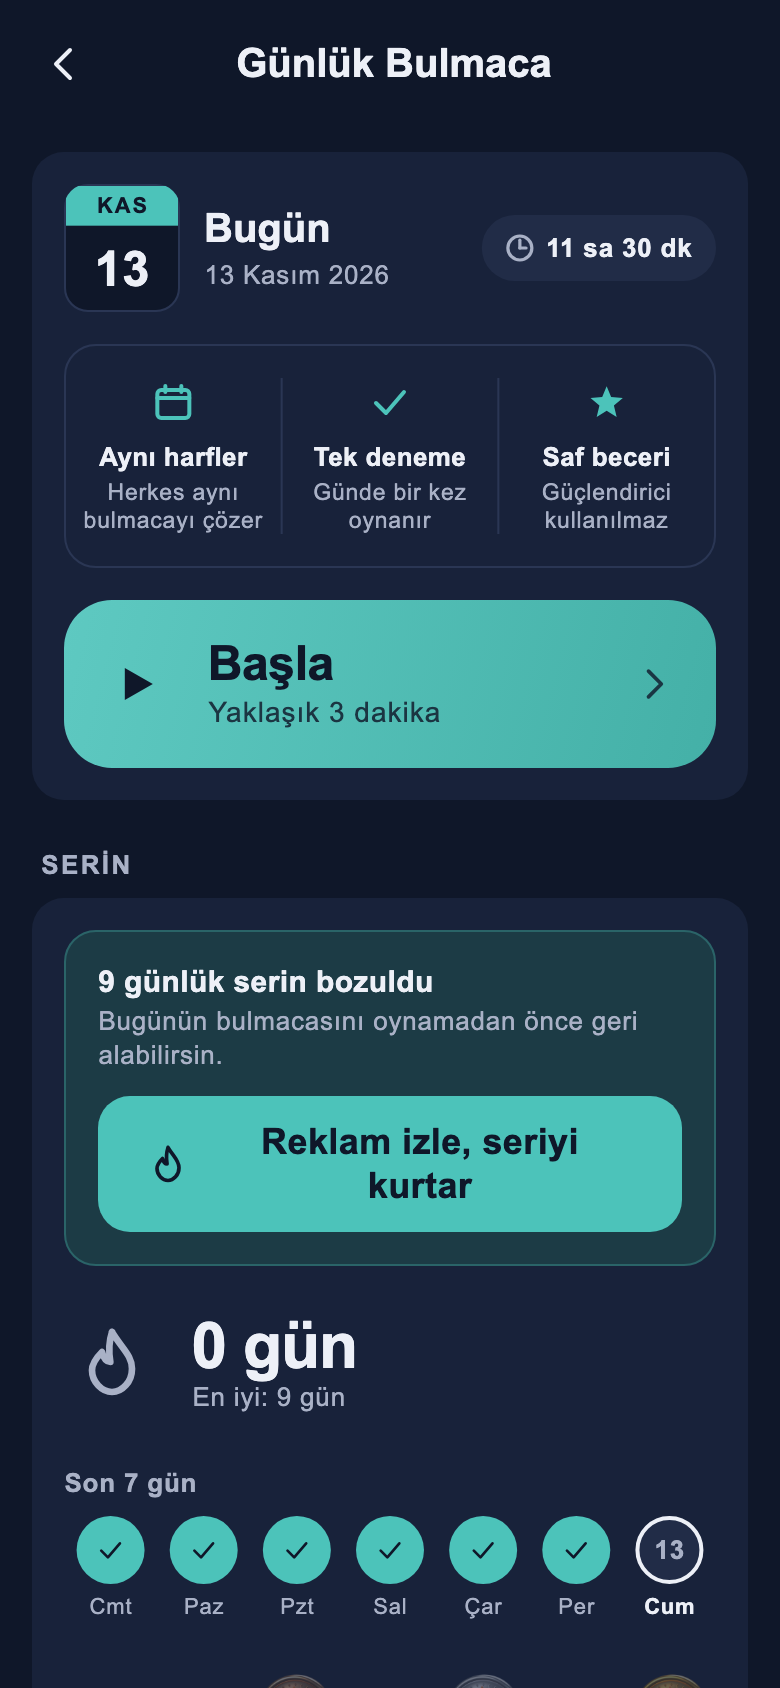 Günlük Bulmaca
KAS
13
Bugün
13 Kasım 2026
11 sa 30 dk
Aynı harfler
Herkes aynı
bulmacayı çözer
Tek deneme
Günde bir kez
oynanır
Saf beceri
Güçlendirici
kullanılmaz
Başla
Yaklaşık 3 dakika
SERİN
9 günlük serin bozuldu
Bugünün bulmacasını oynamadan önce geri
alabilirsin.
Reklam izle, seriyi
kurtar
0 gün
En iyi: 9 gün
Son 7 gün
13
Cmt Paz Pzt Sal Çar Per Cum